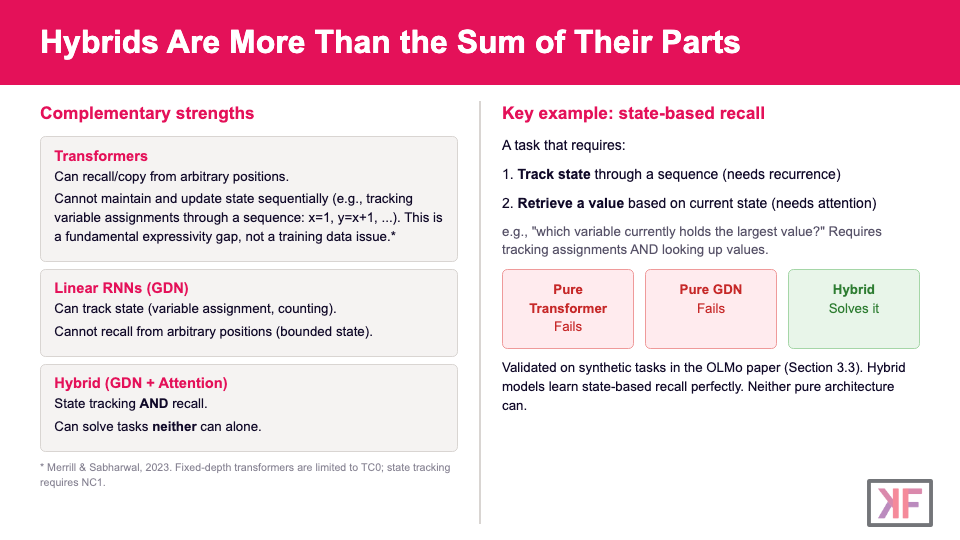 Hybrids Are More Than the Sum of Their Parts
Complementary strengths
Transformers
Can recall/copy from arbitrary positions.
Cannot maintain and update state sequentially (e.g., tracking
variable assignments through a sequence: x=1, y=x+1, ...). This is
a fundamental expressivity gap, not a training data issue.*
Linear RNNs (GDN)
Can track state (variable assignment, counting).
Cannot recall from arbitrary positions (bounded state).
Hybrid (GDN + Attention)
State tracking AND recall.
Can solve tasks neither can alone.
* Merrill & Sabharwal, 2023. Fixed-depth transformers are limited to TC0; state tracking
requires NC1.
Key example: state-based recall
A task that requires:
1. Track state through a sequence (needs recurrence)
2. Retrieve a value based on current state (needs attention)
e.g., "which variable currently holds the largest value?" Requires
tracking assignments AND looking up values.
Pure
Transformer
Fails
Pure GDN
Fails
Hybrid
Solves it
Validated on synthetic tasks in the OLMo paper (Section 3.3). Hybrid
models learn state-based recall perfectly. Neither pure architecture
can.
KF